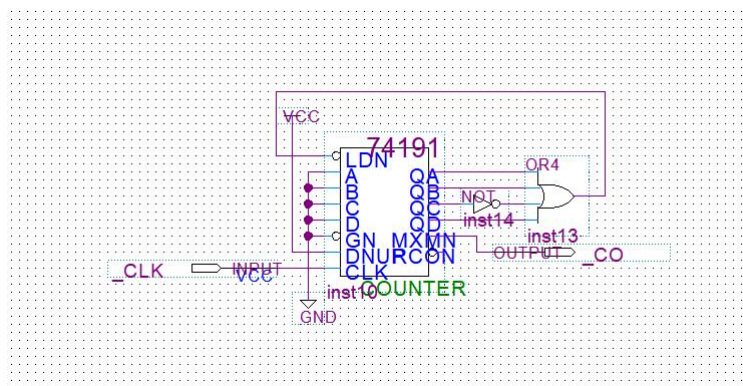 VCC
74191
LDN
A
B
C
D
GN
DNUP
CLK
QA
QB
QC
QD
MXMN
RCON
OR4
NOT
inst14
inst13
OUTPUT
_CO
_CLK
INPUT
VCC
inst10
COUNTER
GND